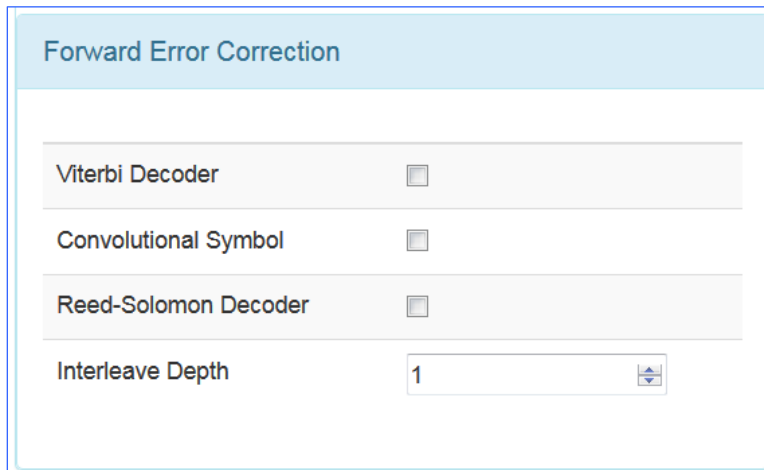 Forward Error Correction
Viterbi Decoder
Convolutional Symbol
Reed-Solomon Decoder
Interleave Depth 1